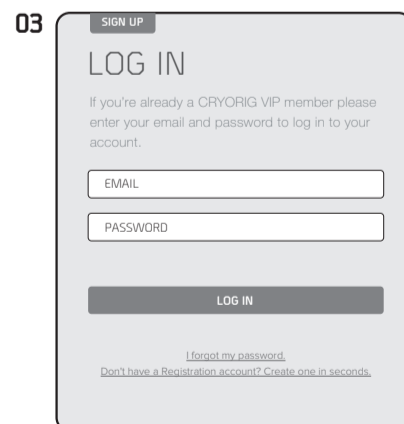 03
SIGN UP
LOG IN
If you're already a CRYORIG VIP member please
enter your email and password to log in to your
account.
EMAIL
PASSWORD
LOG IN
I forgot my password.
Don't have a Registration account? Create one in seconds.